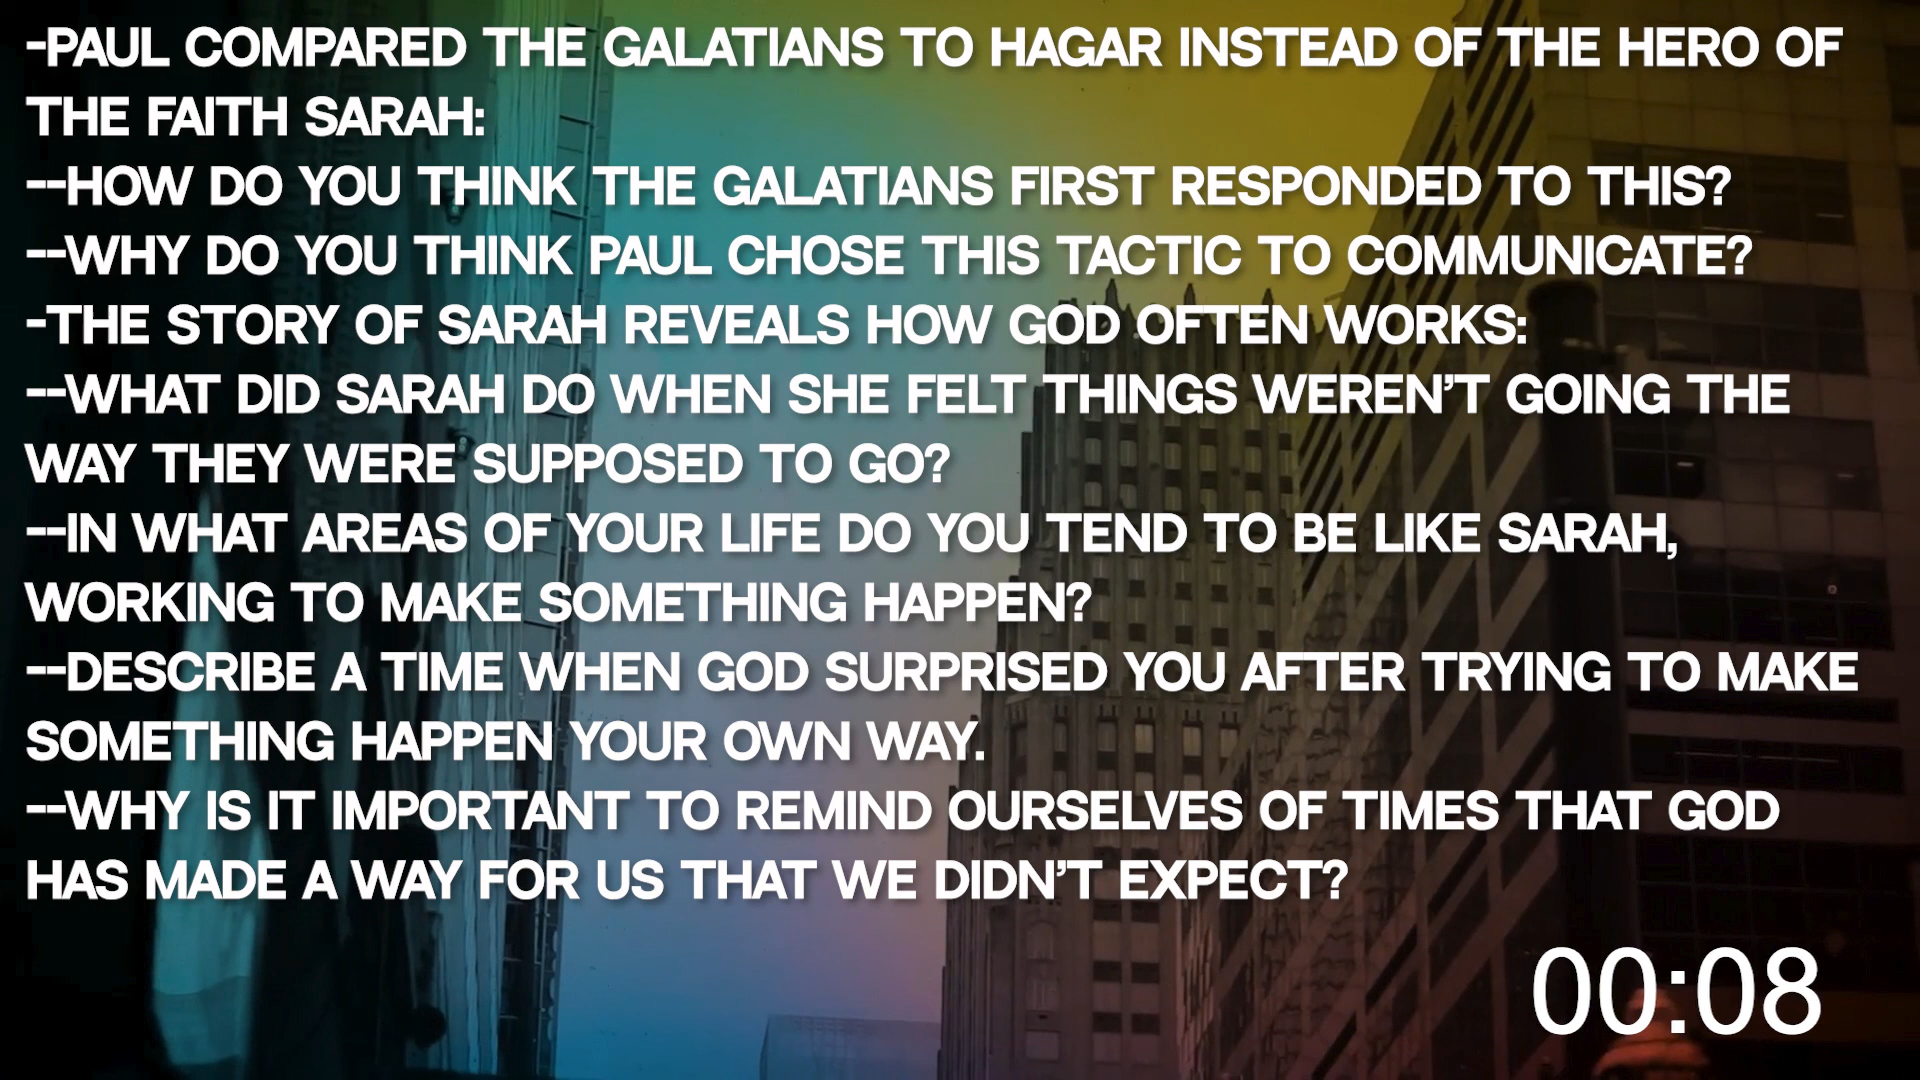 -PAUL COMPARED THE GALATIANS TO HAGAR INSTEAD OF THE HERO OF
THE FAITH SARAH:
--HOW DO YOU THINK THE GALATIANS FIRST RESPONDED TO THIS?
--WHY DO YOU THINK PAUL CHOSE THIS TACTIC TO COMMUNICATE?
-THE STORY OF SARAH REVEALS HOW GOD OFTEN WORKS:
--WHAT DID SARAH DO WHEN SHE FELT THINGS WEREN’T GOING THE
WAY THEY WERE SUPPOSED TO GO?
--IN WHAT AREAS OF YOUR LIFE DO YOU TEND TO BE LIKE SARAH,
WORKING TO MAKE SOMETHING HAPPEN?
--DESCRIBE A TIME WHEN GOD SURPRISED YOU AFTER TRYING TO MAKE
SOMETHING HAPPEN YOUR OWN WAY.
--WHY IS IT IMPORTANT TO REMIND OURSELVES OF TIMES THAT GOD
HAS MADE A WAY FOR US THAT WE DIDN’T EXPECT?
00:08